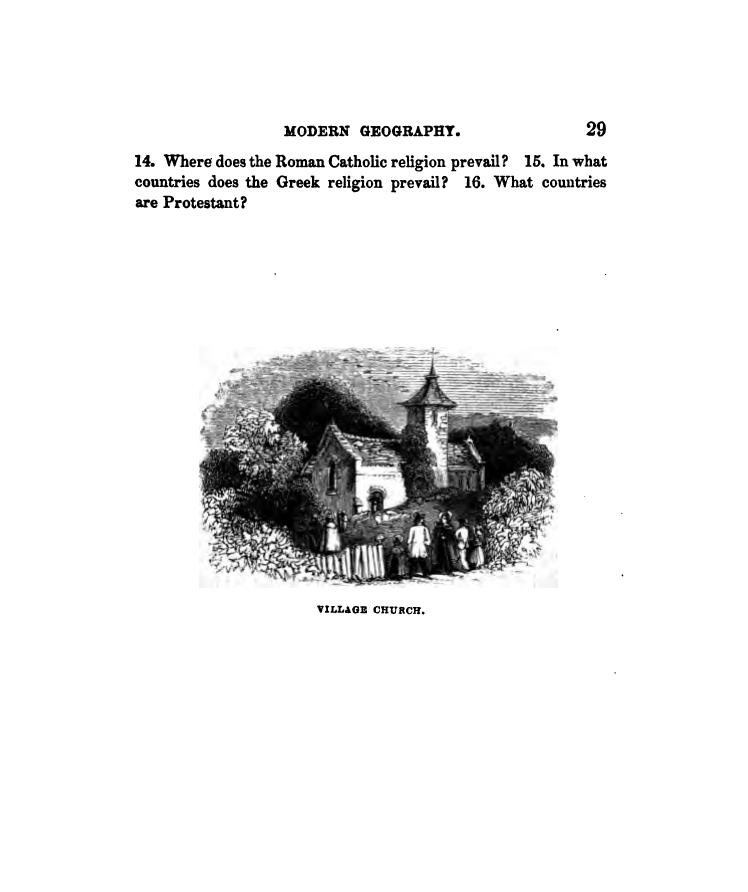 MODERN GEOGRAPHY. 29
14. Where does the Roman Catholic religion prevail? 15. In what
countries does the Greek religion prevail? 16. What countries
are Protestant?
VILLAGE CHURCH.